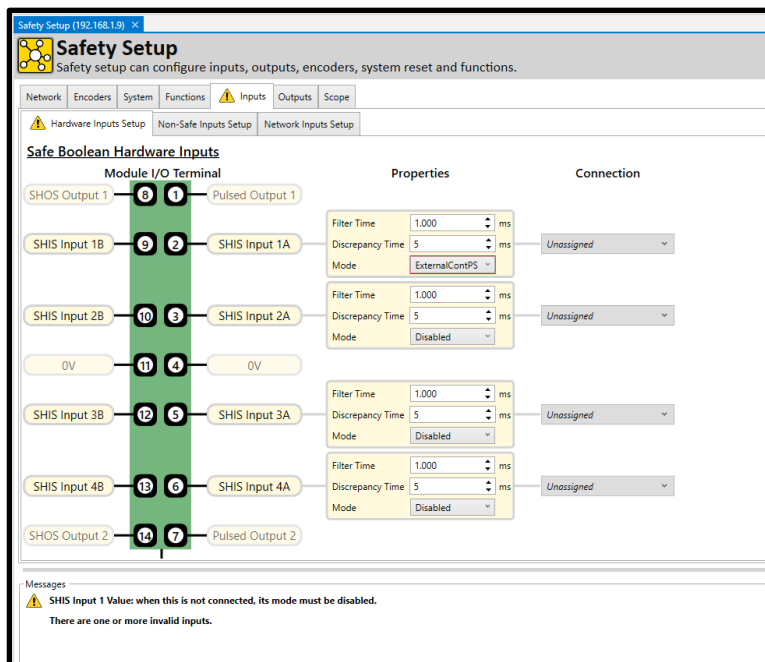 Safety Setup (192.168.1.9) ×
Safety Setup
Safety setup can configure inputs, outputs, encoders, system reset and functions.
Network Encoders System Functions Inputs Outputs Scope
Hardware Inputs Setup Non-Safe Inputs Setup Network Inputs Setup
Safe Boolean Hardware Inputs
Module I/O Terminal Properties Connection
SHOS Output 1 8 1 Pulsed Output 1
Filter Time 1.000 ms
SHIS Input 1B 9 2 SHIS Input 1A Discrepancy Time 5 ms Unassigned
Mode ExternalContPS
Filter Time 1.000 ms
SHIS Input 2B 10 3 SHIS Input 2A Discrepancy Time 5 ms Unassigned
Mode Disabled
0V 11 4 0V
Filter Time 1.000 ms
SHIS Input 3B 12 5 SHIS Input 3A Discrepancy Time 5 ms Unassigned
Mode Disabled
Filter Time 1.000 ms
SHIS Input 4B 13 6 SHIS Input 4A Discrepancy Time 5 ms Unassigned
Mode Disabled
SHOS Output 2 14 7 Pulsed Output 2
Messages
SHIS Input 1 Value: when this is not connected, its mode must be disabled.
There are one or more invalid inputs.